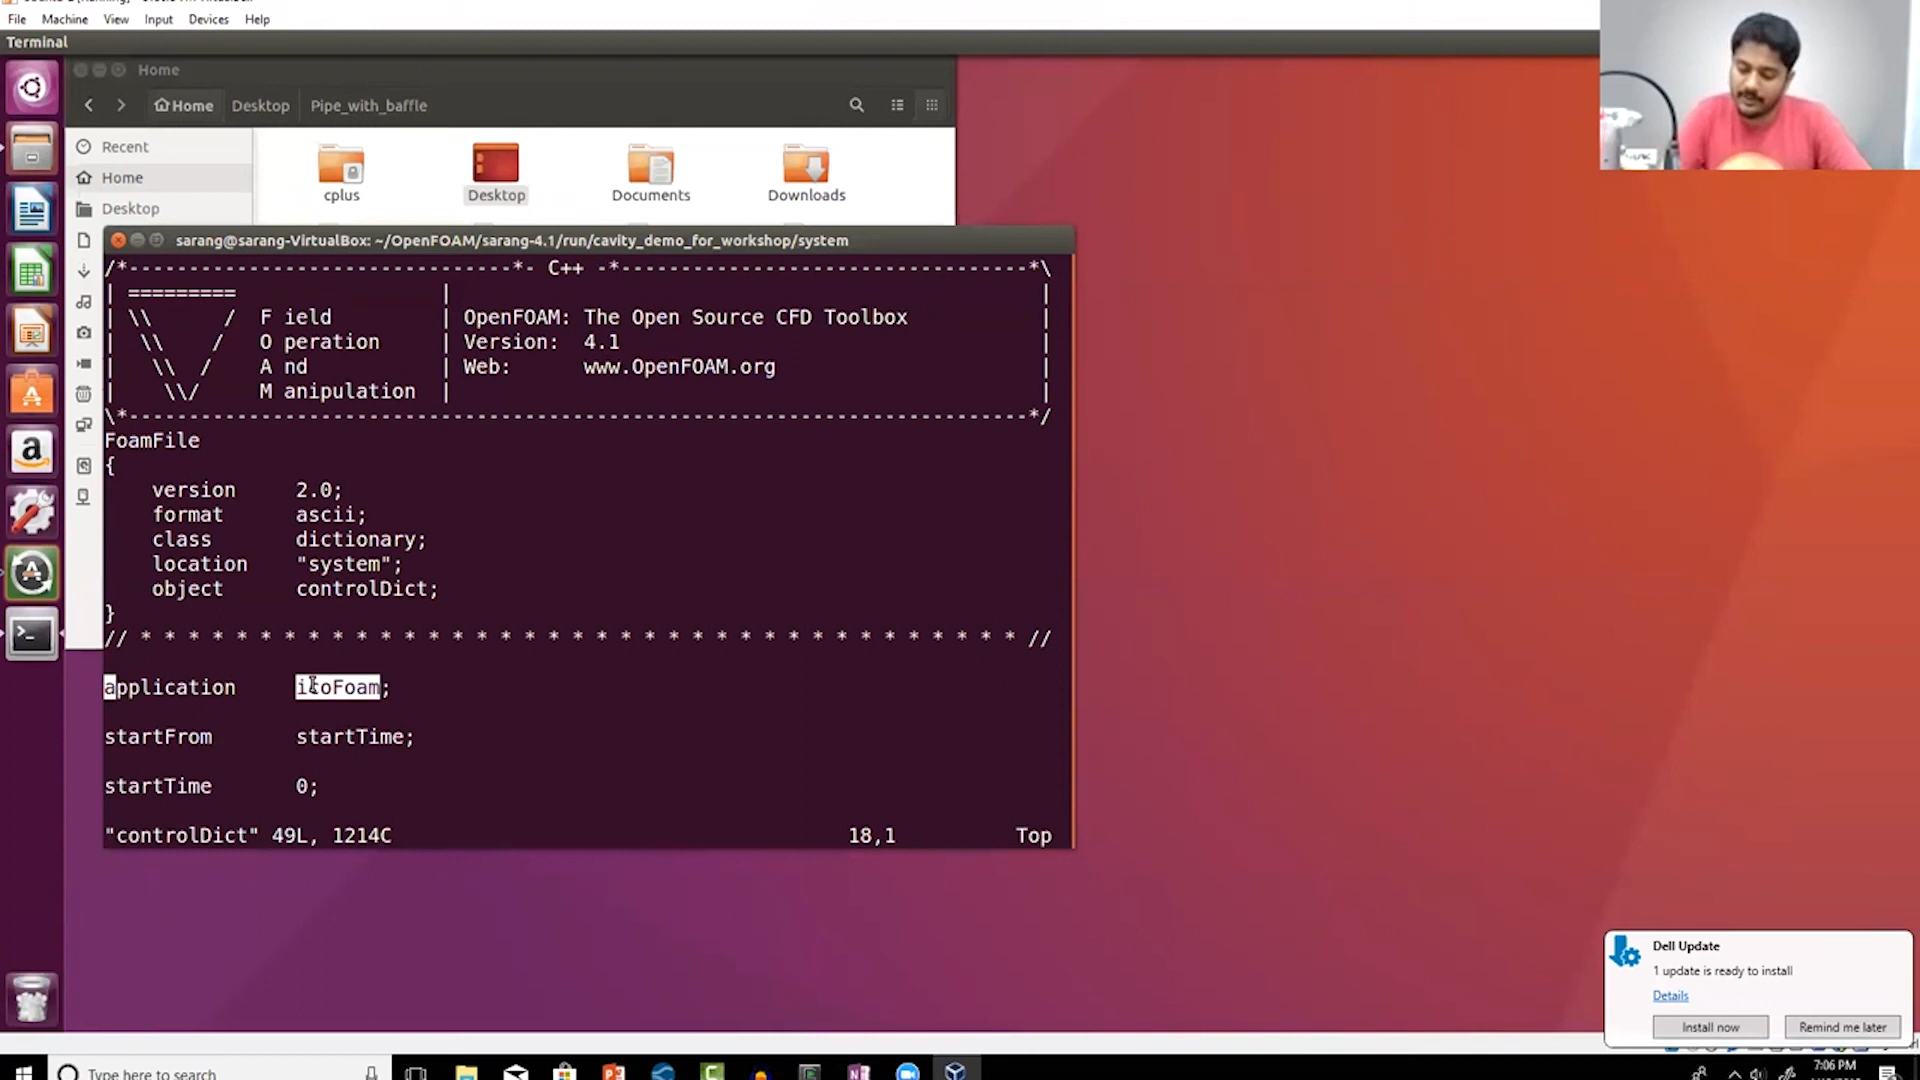 File Machine View Input Devices Help
Terminal
Home
Home Desktop Pipe_with_baffle
Recent
Home
Desktop
cplus Desktop Documents Downloads
sarang@sarang-VirtualBox: ~/OpenFOAM/sarang-4.1/run/cavity_demo_for_workshop/system
/*--------------------------------*- C++ -*----------------------------------*\
| =========                 |                                                 |
| \\      /  F ield         | OpenFOAM: The Open Source CFD Toolbox           |
|  \\    /   O peration     | Version:  4.1                                   |
|   \\  /    A nd           | Web:      www.OpenFOAM.org                      |
|    \\/     M anipulation  |                                                 |
\*---------------------------------------------------------------------------*/
FoamFile
{
    version     2.0;
    format      ascii;
    class       dictionary;
    location    "system";
    object      controlDict;
}
// * * * * * * * * * * * * * * * * * * * * * * * * * * * * * * * * * * * * * //
application     icoFoam;
startFrom       startTime;
startTime       0;
"controlDict" 49L, 1214C 18,1 Top
Dell Update
1 update is ready to install
Details
Install now Remind me later
Type here to search
7:06 PM